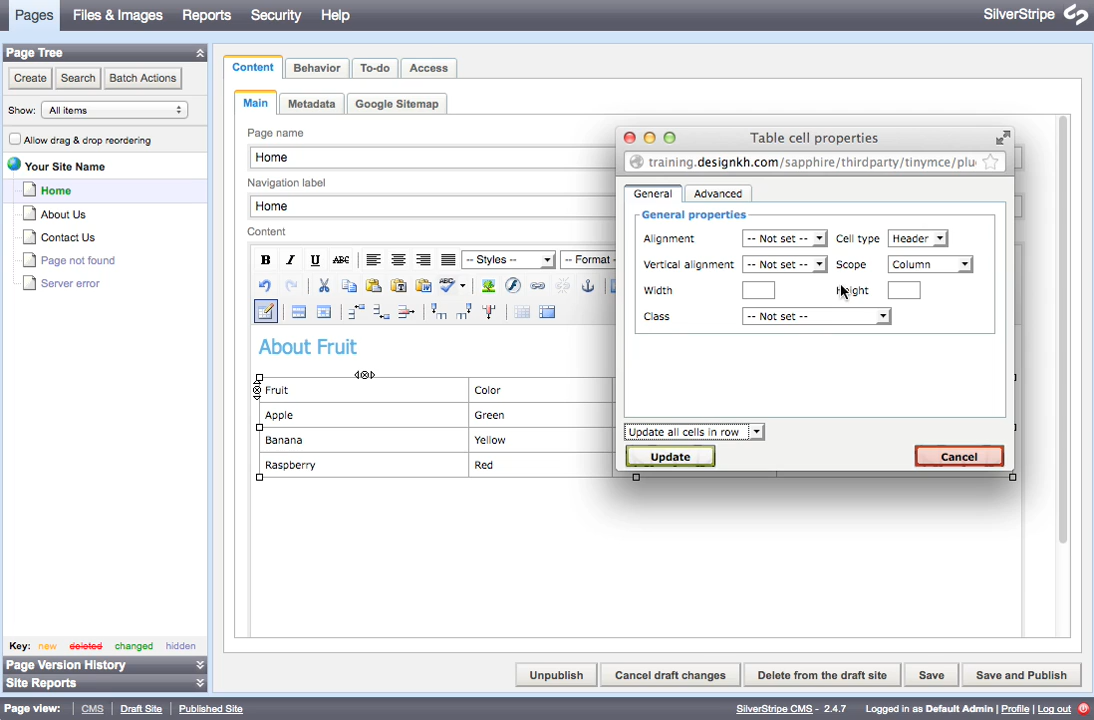 Pages Files & Images Reports Security Help SilverStripe
Page Tree
Create Search Batch Actions
Show: All items
Allow drag & drop reordering
Your Site Name
Home
About Us
Contact Us
Page not found
Server error
Key: new deleted changed hidden
Page Version History
Site Reports
Content Behavior To-do Access
Main Metadata Google Sitemap
Page name
Home
Navigation label
Home
Content
B I U ABC -- Styles -- -- Format -
About Fruit
Fruit Color
Apple Green
Banana Yellow
Raspberry Red
Table cell properties
training.designkh.com/sapphire/thirdparty/tinymce/plu
General Advanced
General properties
Alignment -- Not set -- Cell type Header
Vertical alignment -- Not set -- Scope Column
Width Height
Class -- Not set --
Update all cells in row
Update Cancel
Unpublish Cancel draft changes Delete from the draft site Save Save and Publish
Page view: CMS Draft Site Published Site SilverStripe CMS - 2.4.7 Logged in as Default Admin | Profile | Log out